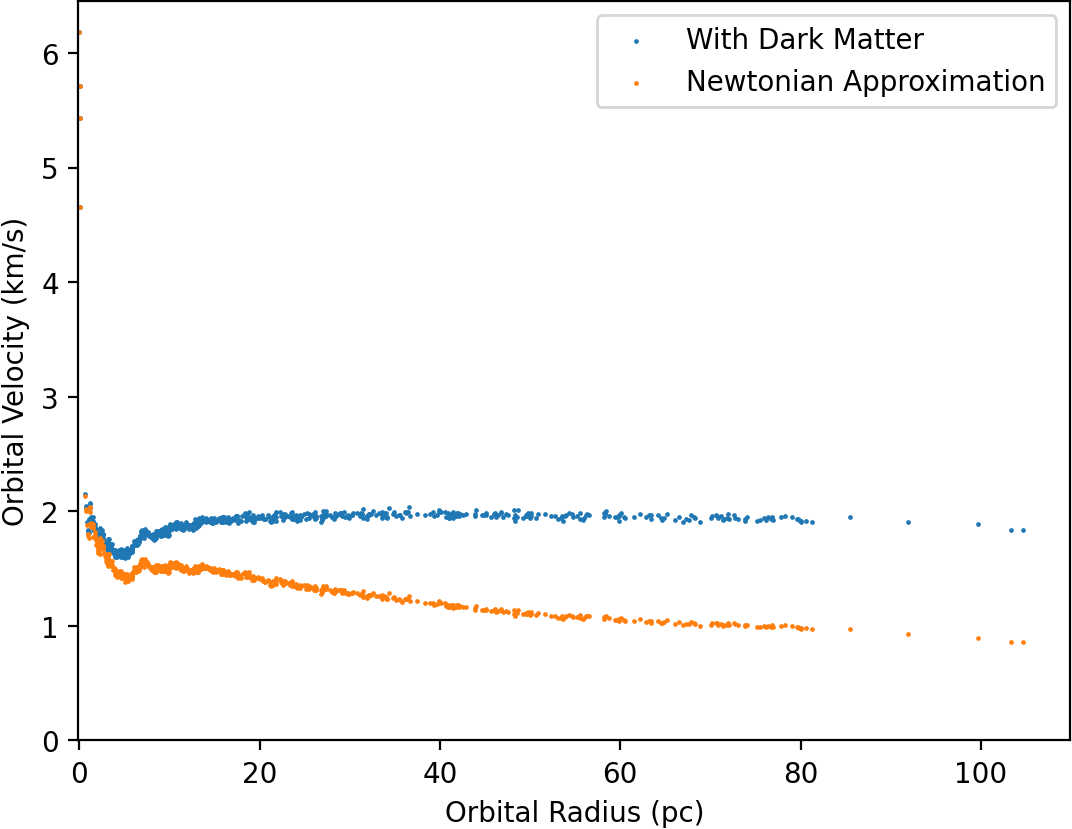 With Dark Matter
Newtonian Approximation
Orbital Velocity (km/s)
6
5
4
3
2
1
0
0 20 40 60 80 100
Orbital Radius (pc)